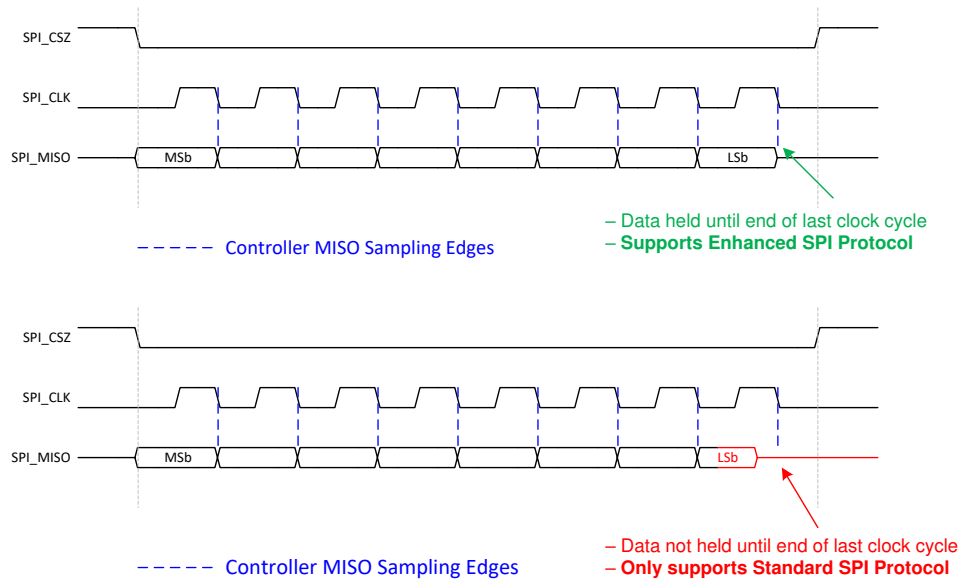 SPI_CSZ
SPI_CLK
SPI_MISO
MSb
LSb
– Data held until end of last clock cycle
– Supports Enhanced SPI Protocol
Controller MISO Sampling Edges
SPI_CSZ
SPI_CLK
SPI_MISO
MSb
LSb
– Data not held until end of last clock cycle
– Only supports Standard SPI Protocol
Controller MISO Sampling Edges